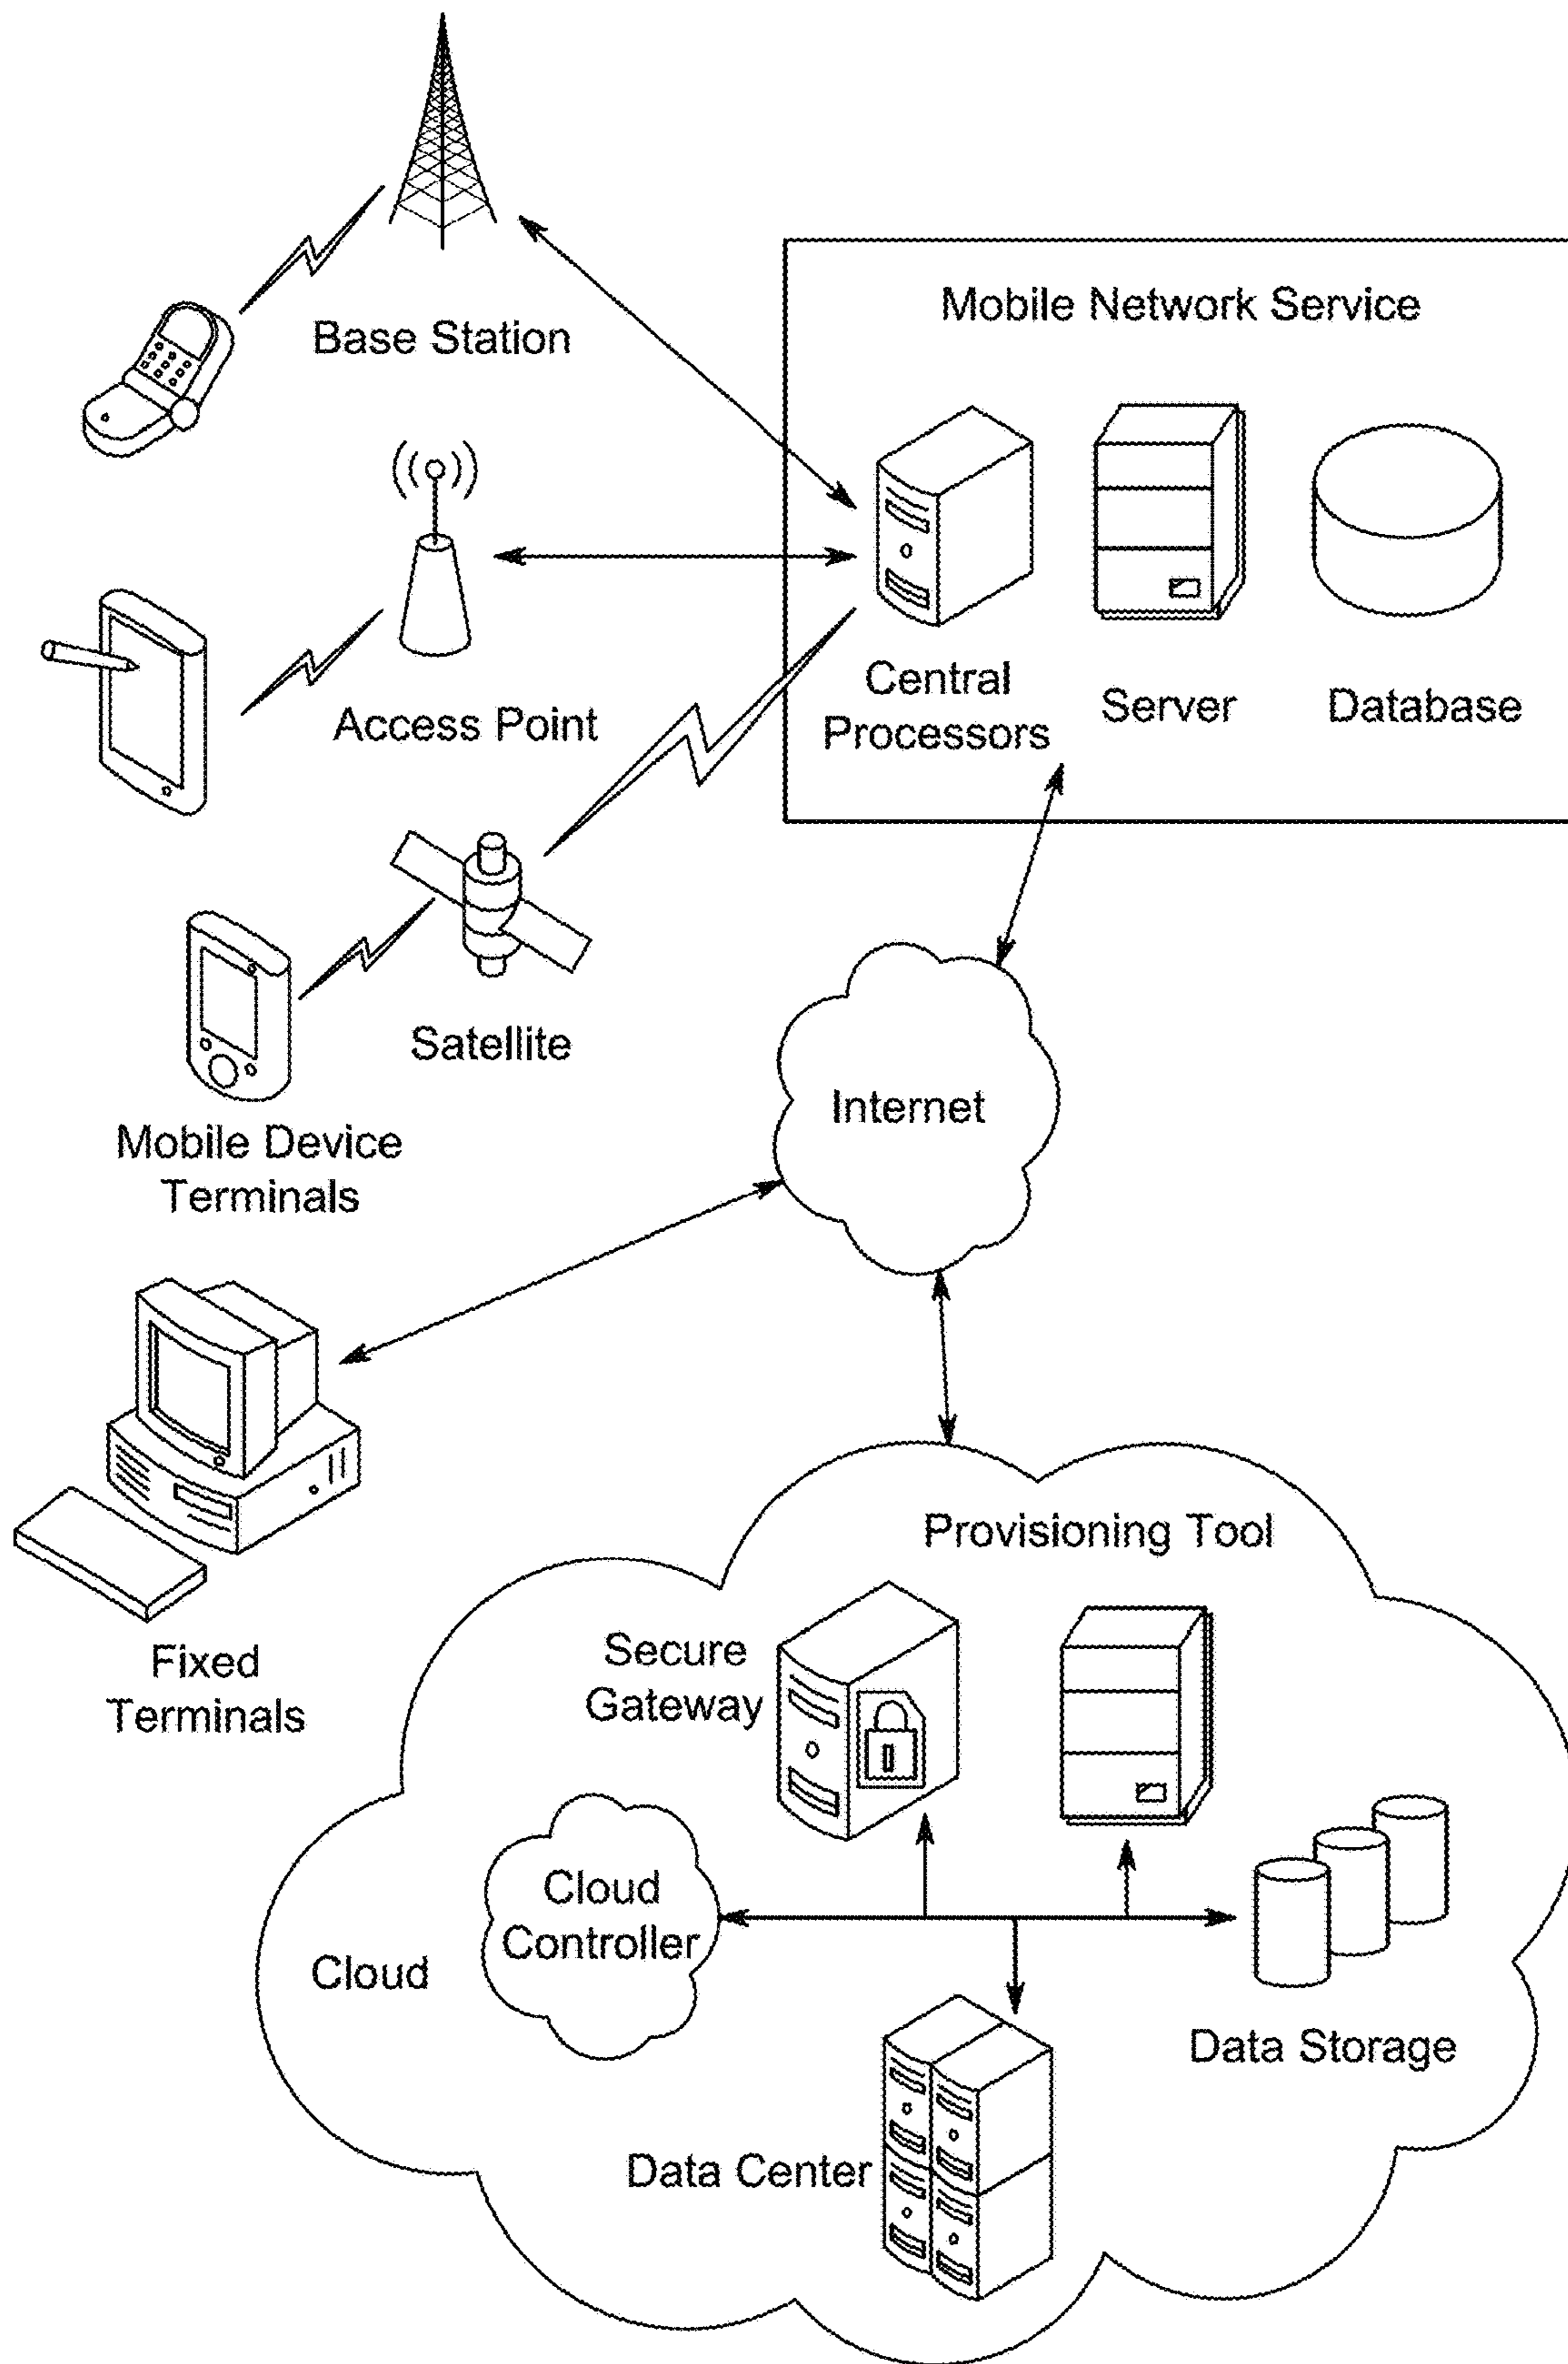 Base Station
Mobile Network Service
Access Point
Central
Processors
Server
Database
Satellite
Mobile Device
Terminals
Internet
Fixed
Terminals
Provisioning Tool
Secure
Gateway
Cloud
Controller
Cloud
Data Storage
Data Center